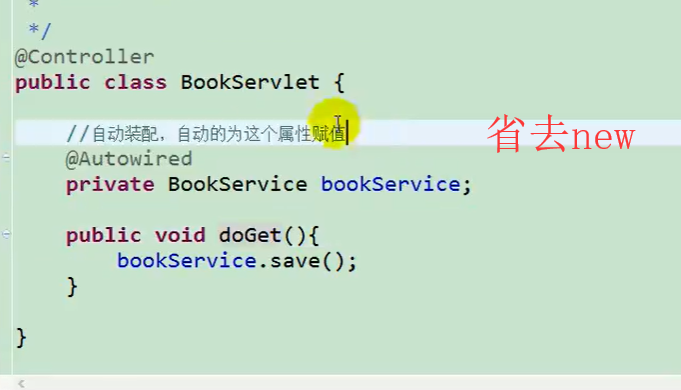 *
*/
@Controller
public class BookServlet {
//自动装配，自动的为这个属性赋值
省去new
@Autowired
private BookService bookService;
public void doGet(){
bookService.save();
}
}